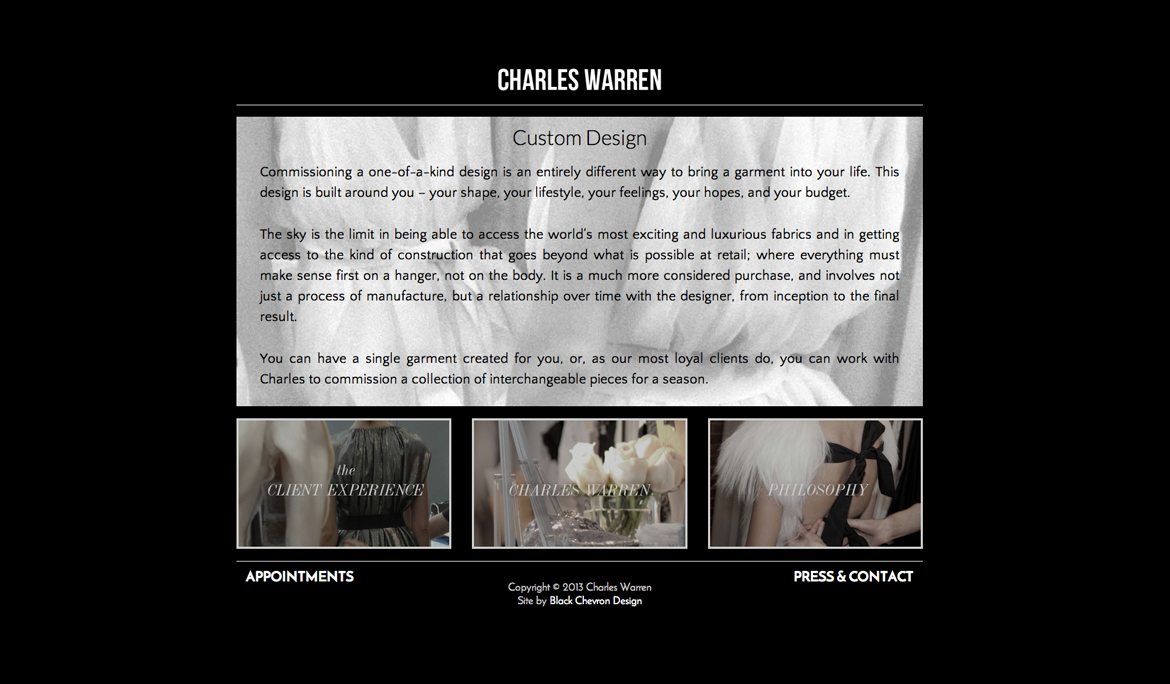 CHARLES WARREN
Custom Design
Commissioning a one-of-a-kind design is an entirely different way to bring a garment into your life. This
design is built around you – your shape, your lifestyle, your feelings, your hopes, and your budget.
The sky is the limit in being able to access the world's most exciting and luxurious fabrics and in getting
access to the kind of construction that goes beyond what is possible at retail; where everything must
make sense first on a hanger, not on the body. It is a much more considered purchase, and involves not
just a process of manufacture, but a relationship over time with the designer, from inception to the final
result.
You can have a single garment created for you, or, as our most loyal clients do, you can work with
Charles to commission a collection of interchangeable pieces for a season.
the
CLIENT EXPERIENCE
CHARLES WARREN
PHILOSOPHY
APPOINTMENTS
PRESS & CONTACT
Copyright © 2013 Charles Warren
Site by Black Chevron Design